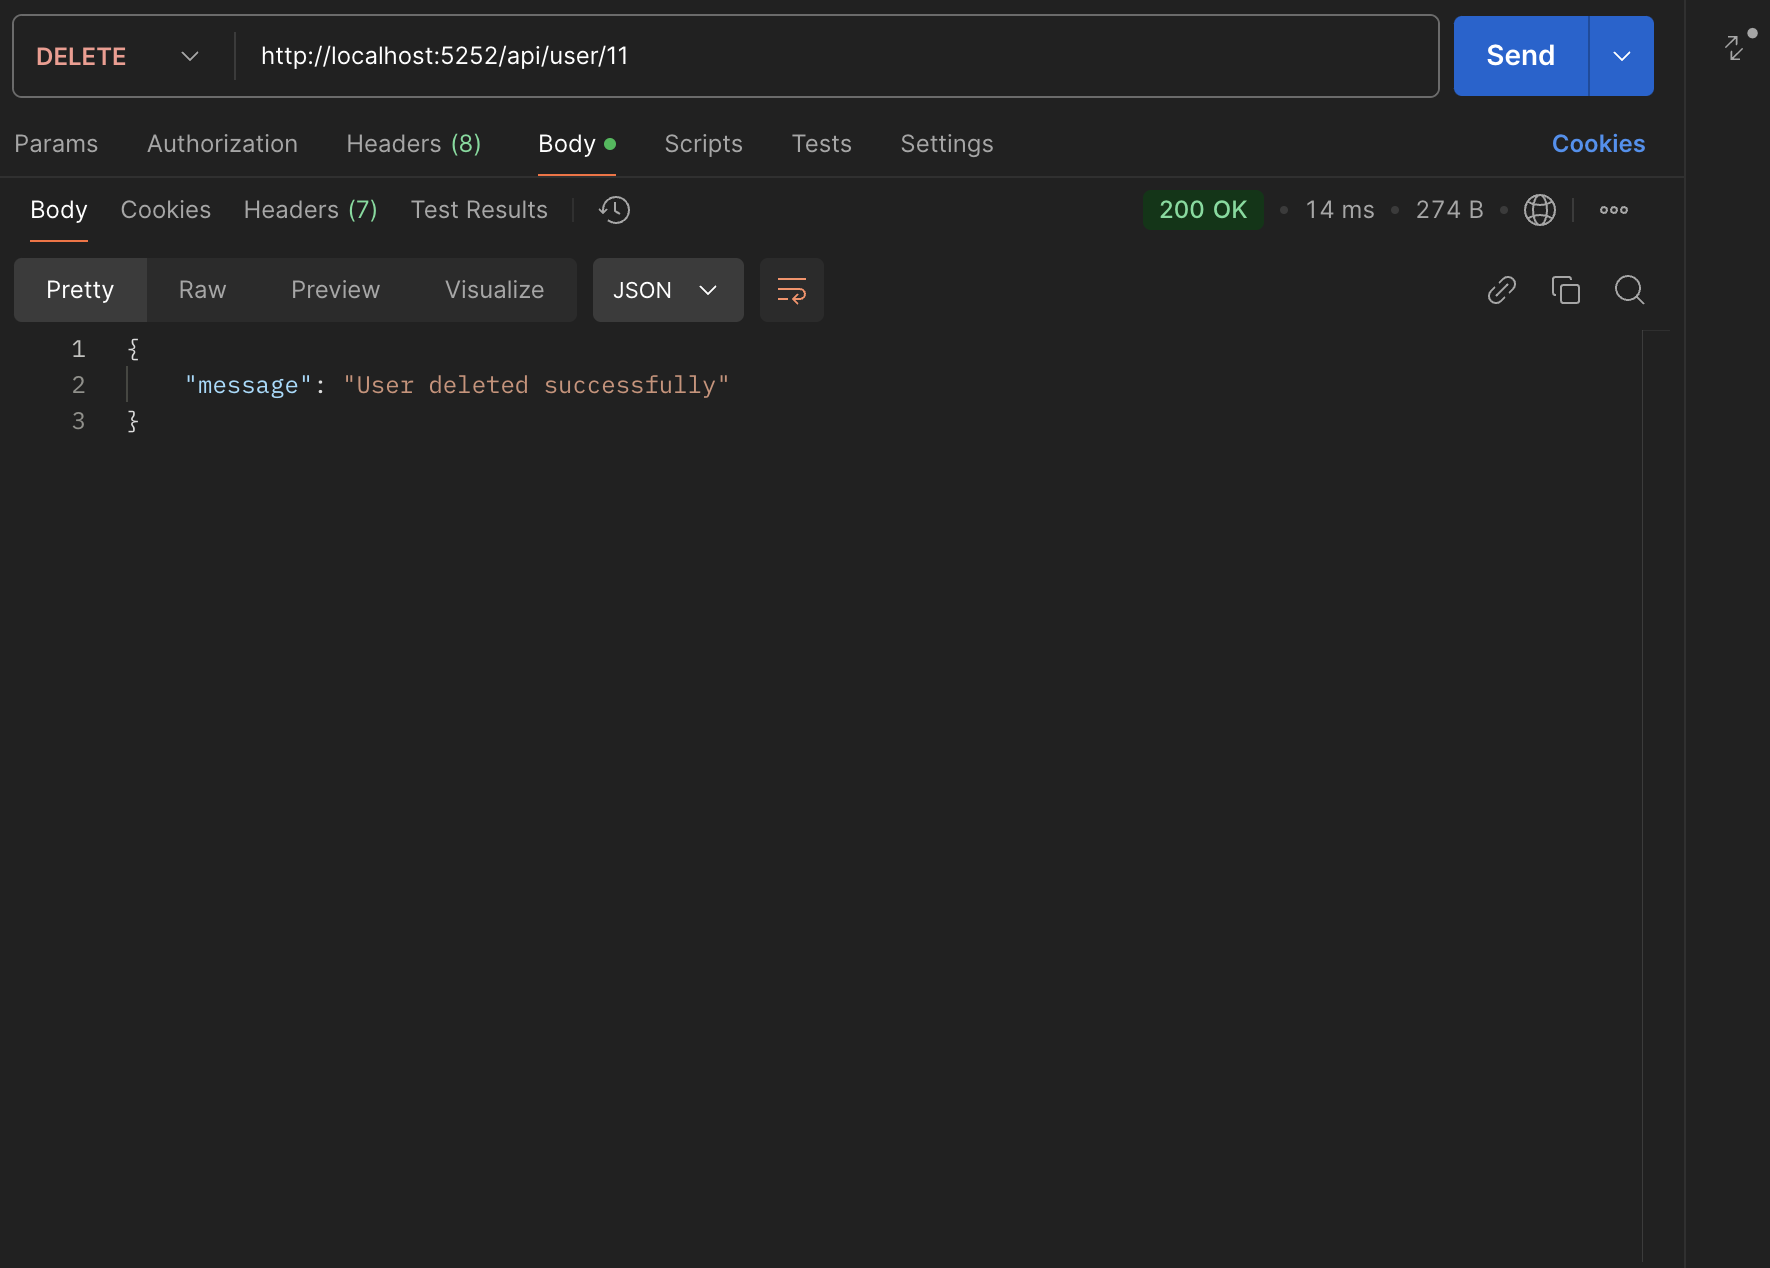 DELETE http://localhost:5252/api/user/11 Send
Params Authorization Headers (8) Body Scripts Tests Settings Cookies
Body Cookies Headers (7) Test Results 200 OK 14 ms 274 B
Pretty Raw Preview Visualize JSON
1 {
2 "message": "User deleted successfully"
3 }